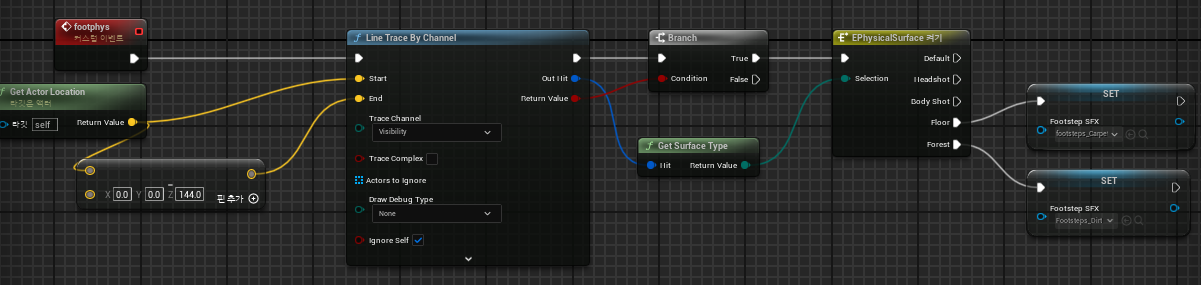 footphys
커스텀 이벤트
Get Actor Location
타깃은 액터
타깃 self
Return Value
X 0.0 Y 0.0 Z 144.0
핀 추가
Line Trace By Channel
Start
End
Trace Channel
Visibility
Trace Complex
Actors to Ignore
Draw Debug Type
None
Ignore Self
Out Hit
Return Value
Branch
Condition
True
False
Get Surface Type
Hit
Return Value
EPhysicalSurface 켜기
Selection
Default
Headshot
Body Shot
Floor
Forest
SET
Footstep SFX
footsteps_Carpe
SET
Footstep SFX
Footsteps_Dirt